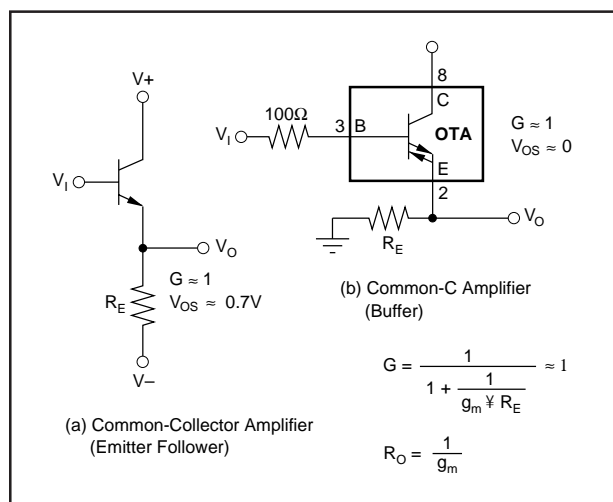 V+
V_I
V_O
G ≈ 1
V_OS ≈ 0.7V
R_E
V–
(a) Common-Collector Amplifier
(Emitter Follower)
8
C
100Ω
V_I
3
B
OTA
G ≈ 1
V_OS ≈ 0
E
2
V_O
R_E
(b) Common-C Amplifier
(Buffer)
G = 1 / (1 + 1 / (g_m ¥ R_E)) ≈ 1
R_O = 1 / g_m